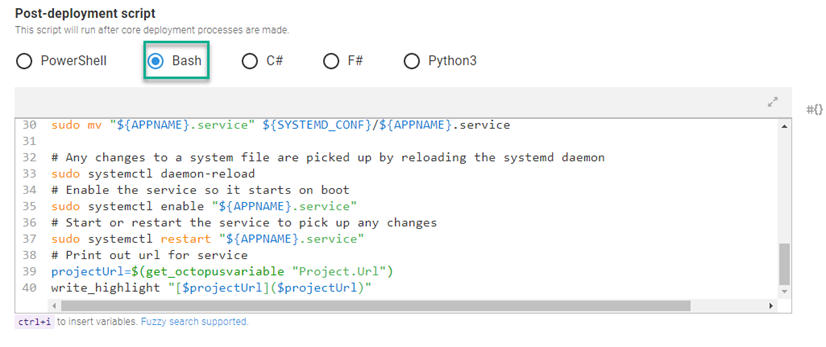 Post-deployment script
This script will run after core deployment processes are made.
PowerShell Bash C# F# Python3
#{}
30 sudo mv "${APPNAME}.service" ${SYSTEMD_CONF}/${APPNAME}.service
31
32 # Any changes to a system file are picked up by reloading the systemd daemon
33 sudo systemctl daemon-reload
34 # Enable the service so it starts on boot
35 sudo systemctl enable "${APPNAME}.service"
36 # Start or restart the service to pick up any changes
37 sudo systemctl restart "${APPNAME}.service"
38 # Print out url for service
39 projectUrl=$(get_octopusvariable "Project.Url")
40 write_highlight "[$projectUrl]($projectUrl)"
ctrl+i to insert variables. Fuzzy search supported.